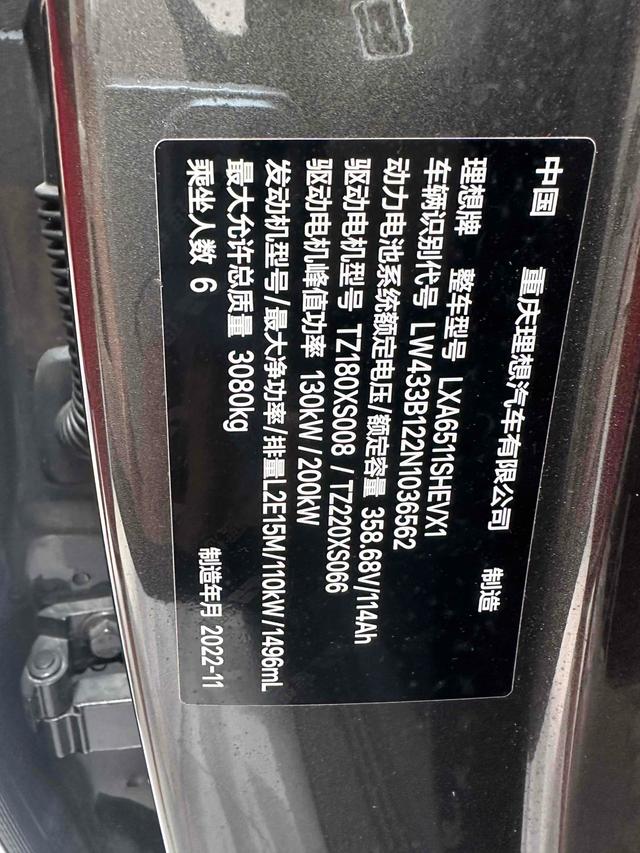 中国 重庆理想汽车有限公司 制造
理想牌 整车型号 LXA6511SHEVX1
车辆识别代号 LW433B122N1036562
动力电池系统额定电压/额定容量 358.68V/114Ah
驱动电机型号 TZ180XS008 / TZ220XS066
驱动电机峰值功率 130kW/200kW
发动机型号/最大净功率/排量L2E15M/110kW/1496mL
最大允许总质量 3080kg
乘坐人数 6 制造年月 2022-11